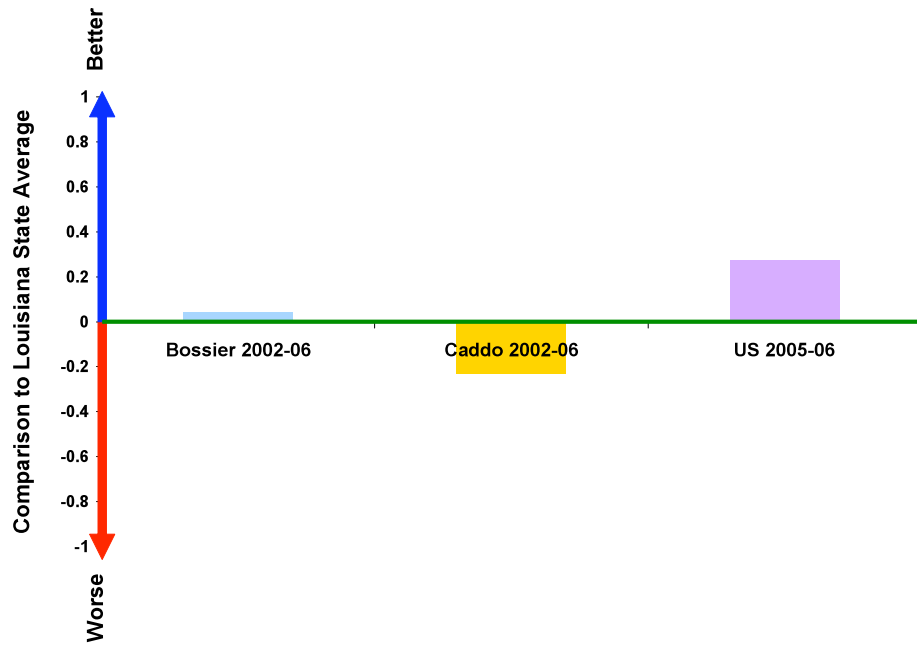 Better
Comparison to Louisiana State Average
1
0.8
0.6
0.4
0.2
0
-0.2
-0.4
-0.6
-0.8
-1
Worse
Bossier 2002-06
Caddo 2002-06
US 2005-06